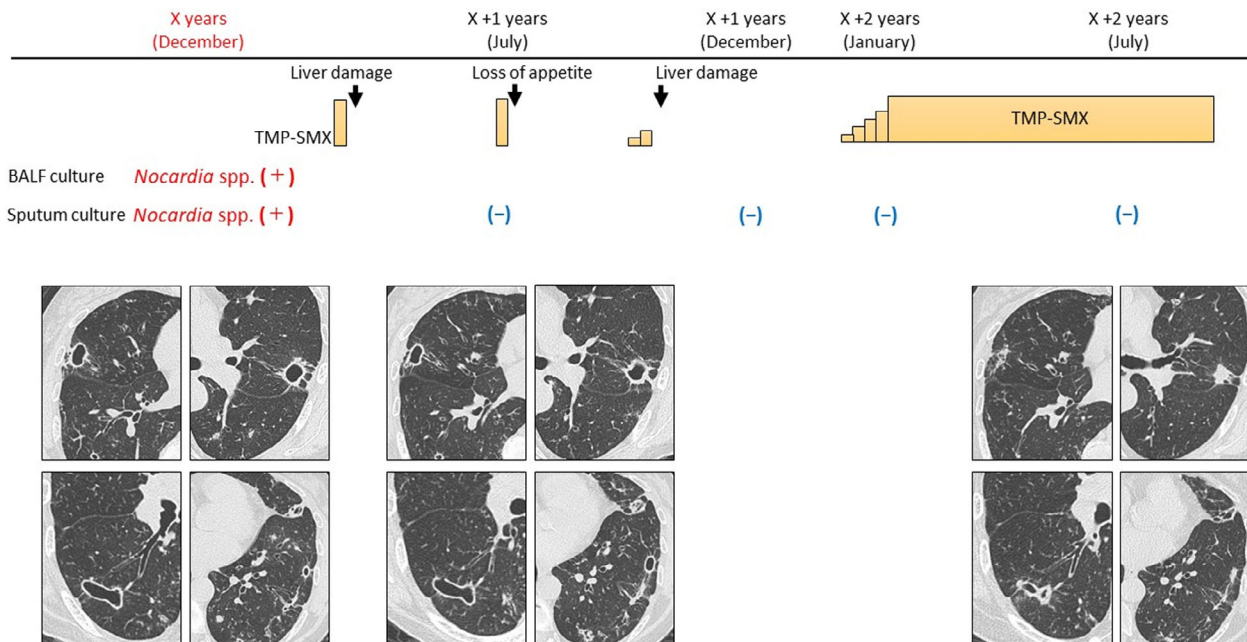 X years X +1 years X +1 years X +2 years X +2 years
(December) (July) (December) (January) (July)
Liver damage Loss of appetite Liver damage
TMP-SMX TMP-SMX
BALF culture Nocardia spp. (+)
Sputum culture Nocardia spp. (+) (−) (−) (−) (−)